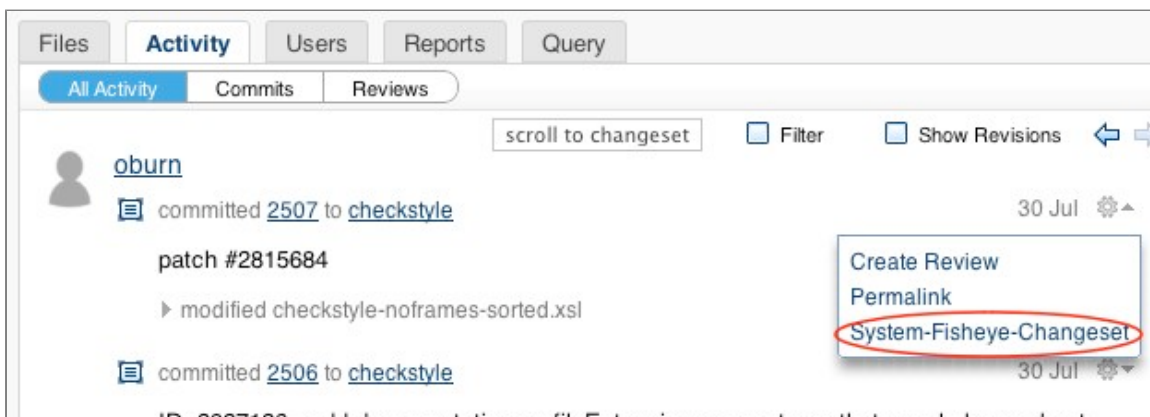 Files Activity Users Reports Query
All Activity Commits Reviews
scroll to changeset Filter Show Revisions
oburn
committed 2507 to checkstyle 30 Jul
patch #2815684
modified checkstyle-noframes-sorted.xsl
Create Review
Permalink
System-Fisheye-Changeset
committed 2506 to checkstyle 30 Jul